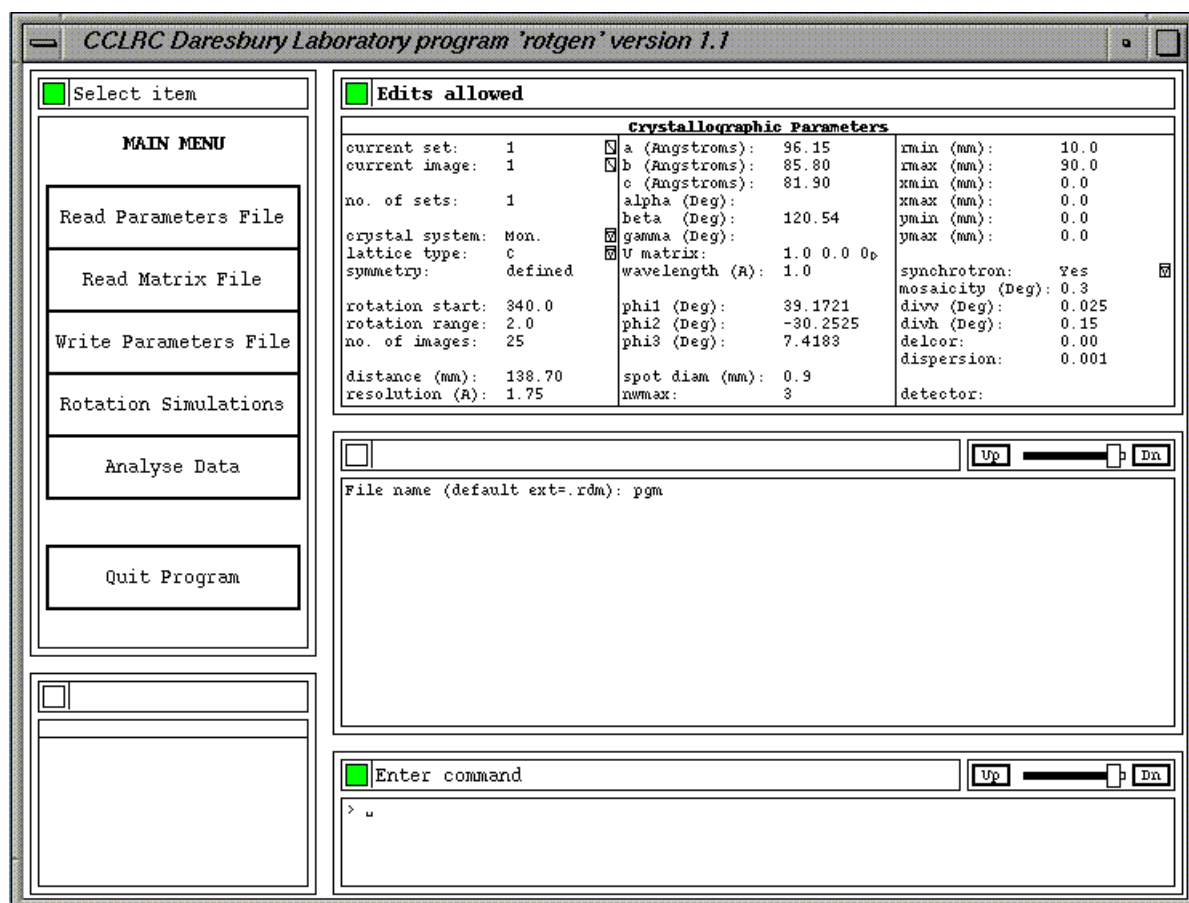 CCLRC Daresbury Laboratory program 'rotgen' version 1.1
Select item
MAIN MENU
Read Parameters File
Read Matrix File
Write Parameters File
Rotation Simulations
Analyse Data
Quit Program
Edits allowed
Crystallographic Parameters
current set: 1 a (Angstroms): 96.15 rmin (mm): 10.0
current image: 1 b (Angstroms): 85.80 rmax (mm): 90.0
c (Angstroms): 81.90 xmin (mm): 0.0
no. of sets: 1 alpha (Deg): xmax (mm): 0.0
beta (Deg): 120.54 ymin (mm): 0.0
crystal system: Mon. gamma (Deg): ymax (mm): 0.0
lattice type: C U matrix: 1.0 0.0 0
symmetry: defined wavelength (A): 1.0 synchrotron: Yes
mosaicity (Deg): 0.3
rotation start: 340.0 phi1 (Deg): 39.1721 divv (Deg): 0.025
rotation range: 2.0 phi2 (Deg): -30.2525 divh (Deg): 0.15
no. of images: 25 phi3 (Deg): 7.4183 delcor: 0.00
dispersion: 0.001
distance (mm): 138.70 spot diam (mm): 0.9
resolution (A): 1.75 nwmax: 3 detector:
Up Dn
File name (default ext=.rdm): pgm
Enter command
Up Dn
>